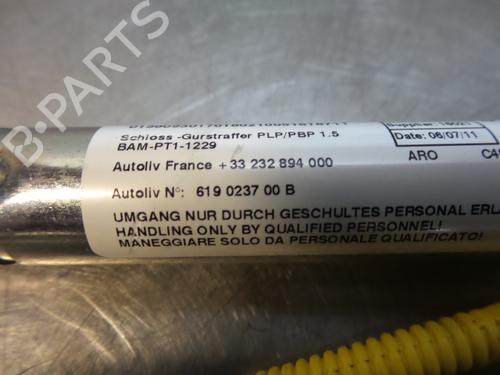 Schloss -Gurstraffer PLP/PBP 1.5
BAM-PT1-1229
Date: 06/07/11
Autoliv France +33 232 894 000
ARO
Autoliv N°: 619 0237 00 B
UMGANG NUR DURCH GESCHULTES PERSONAL
HANDLING ONLY BY QUALIFIED PERSONNEL!
MANEGGIARE SOLO DA PERSONALE QUALIFICATO!
B-PARTS